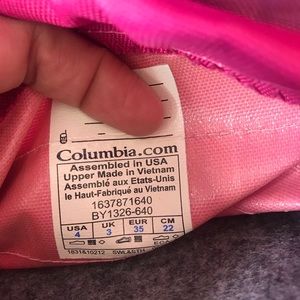 Columbia.com
Assembled in USA
Upper Made in Vietnam
Assemblé aux Etats-Unis
le Haut-Fabriqué au Vietnam
1637871640
BY1326-640
USA UK EUR CM
4 3 35 22